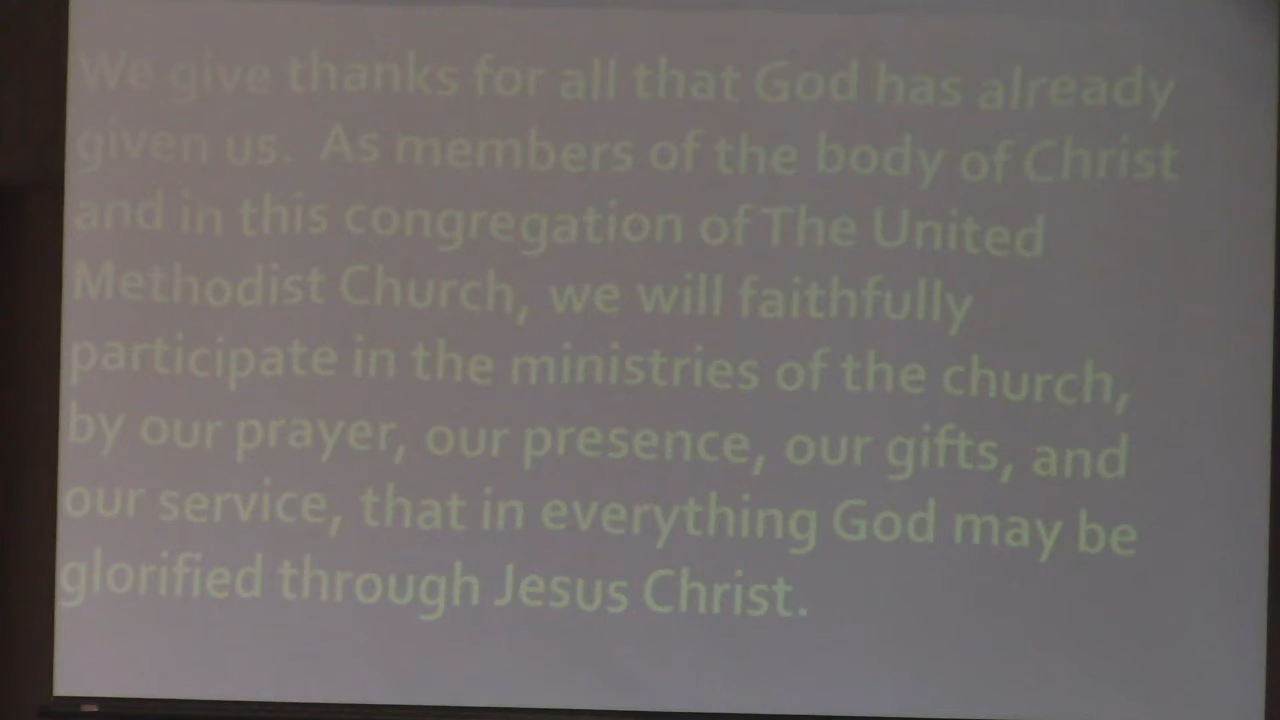 We give thanks for all that God has already
given us. As members of the body of Christ
and in this congregation of The United
Methodist Church, we will faithfully
participate in the ministries of the church,
by our prayer, our presence, our gifts, and
our service, that in everything God may be
glorified through Jesus Christ.